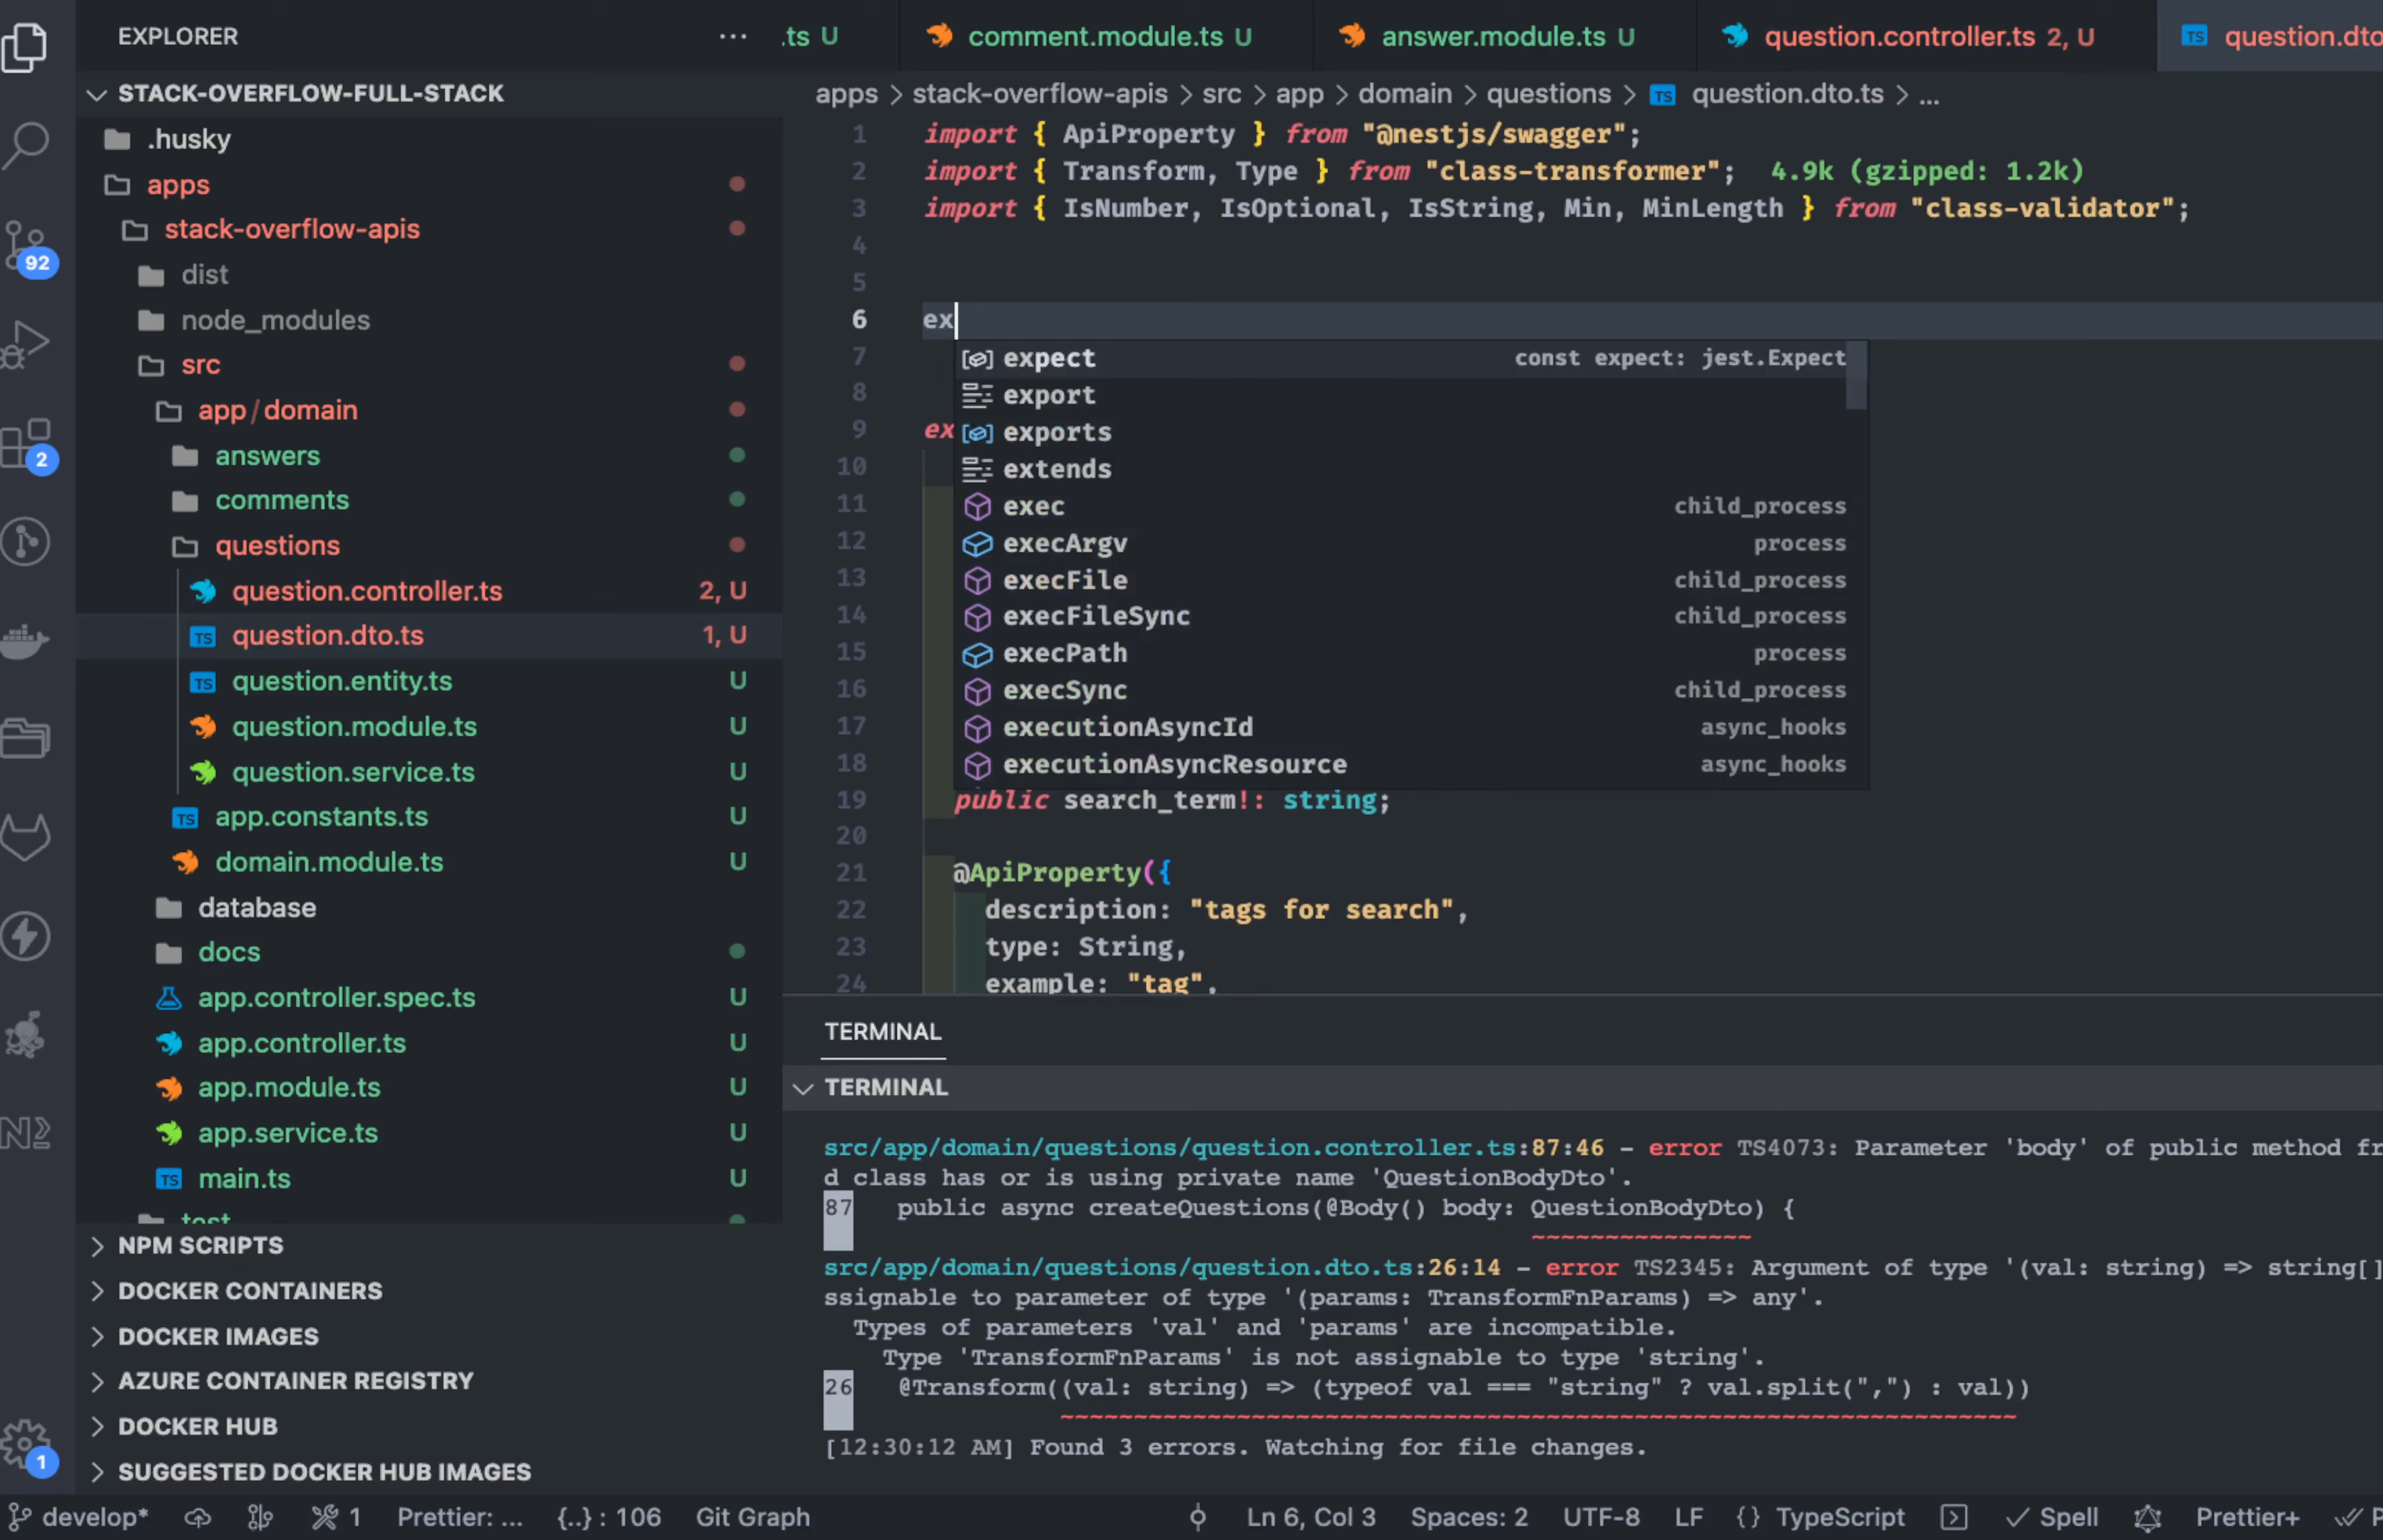 EXPLORER
...
.ts U
comment.module.ts U
answer.module.ts U
question.controller.ts 2, U
TS question.dto
STACK-OVERFLOW-FULL-STACK
.husky
apps
stack-overflow-apis
dist
node_modules
src
app/domain
answers
comments
questions
question.controller.ts 2, U
TS question.dto.ts 1, U
TS question.entity.ts U
question.module.ts U
question.service.ts U
TS app.constants.ts U
domain.module.ts U
database
docs
app.controller.spec.ts U
app.controller.ts U
app.module.ts U
app.service.ts U
TS main.ts U
test
NPM SCRIPTS
DOCKER CONTAINERS
DOCKER IMAGES
AZURE CONTAINER REGISTRY
DOCKER HUB
SUGGESTED DOCKER HUB IMAGES
92
2
1
apps > stack-overflow-apis > src > app > domain > questions > TS question.dto.ts > ...
1 import { ApiProperty } from "@nestjs/swagger";
2 import { Transform, Type } from "class-transformer"; 4.9k (gzipped: 1.2k)
3 import { IsNumber, IsOptional, IsString, Min, MinLength } from "class-validator";
4
5
6 ex
7 expect const expect: jest.Expect
8 export
9 ex exports
10 extends
11 exec child_process
12 execArgv process
13 execFile child_process
14 execFileSync child_process
15 execPath process
16 execSync child_process
17 executionAsyncId async_hooks
18 executionAsyncResource async_hooks
19 public search_term!: string;
20
21 @ApiProperty({
22 description: "tags for search",
23 type: String,
24 example: "tag",
TERMINAL
TERMINAL
src/app/domain/questions/question.controller.ts:87:46 - error TS4073: Parameter 'body' of public method fr
d class has or is using private name 'QuestionBodyDto'.
87 public async createQuestions(@Body() body: QuestionBodyDto) {
~~~~~~~~~~~~~~~
src/app/domain/questions/question.dto.ts:26:14 - error TS2345: Argument of type '(val: string) => string[]
ssignable to parameter of type '(params: TransformFnParams) => any'.
Types of parameters 'val' and 'params' are incompatible.
Type 'TransformFnParams' is not assignable to type 'string'.
26 @Transform((val: string) => (typeof val === "string" ? val.split(",") : val))
~~~~~~~~~~~~~~~~~~~~~~~~~~~~~~~~~~~~~~~~~~~~~~~~~~~~~~~~~~~~~~~~~
[12:30:12 AM] Found 3 errors. Watching for file changes.
develop* 1 Prettier: ... {..} : 106 Git Graph Ln 6, Col 3 Spaces: 2 UTF-8 LF {} TypeScript Spell Prettier+ P